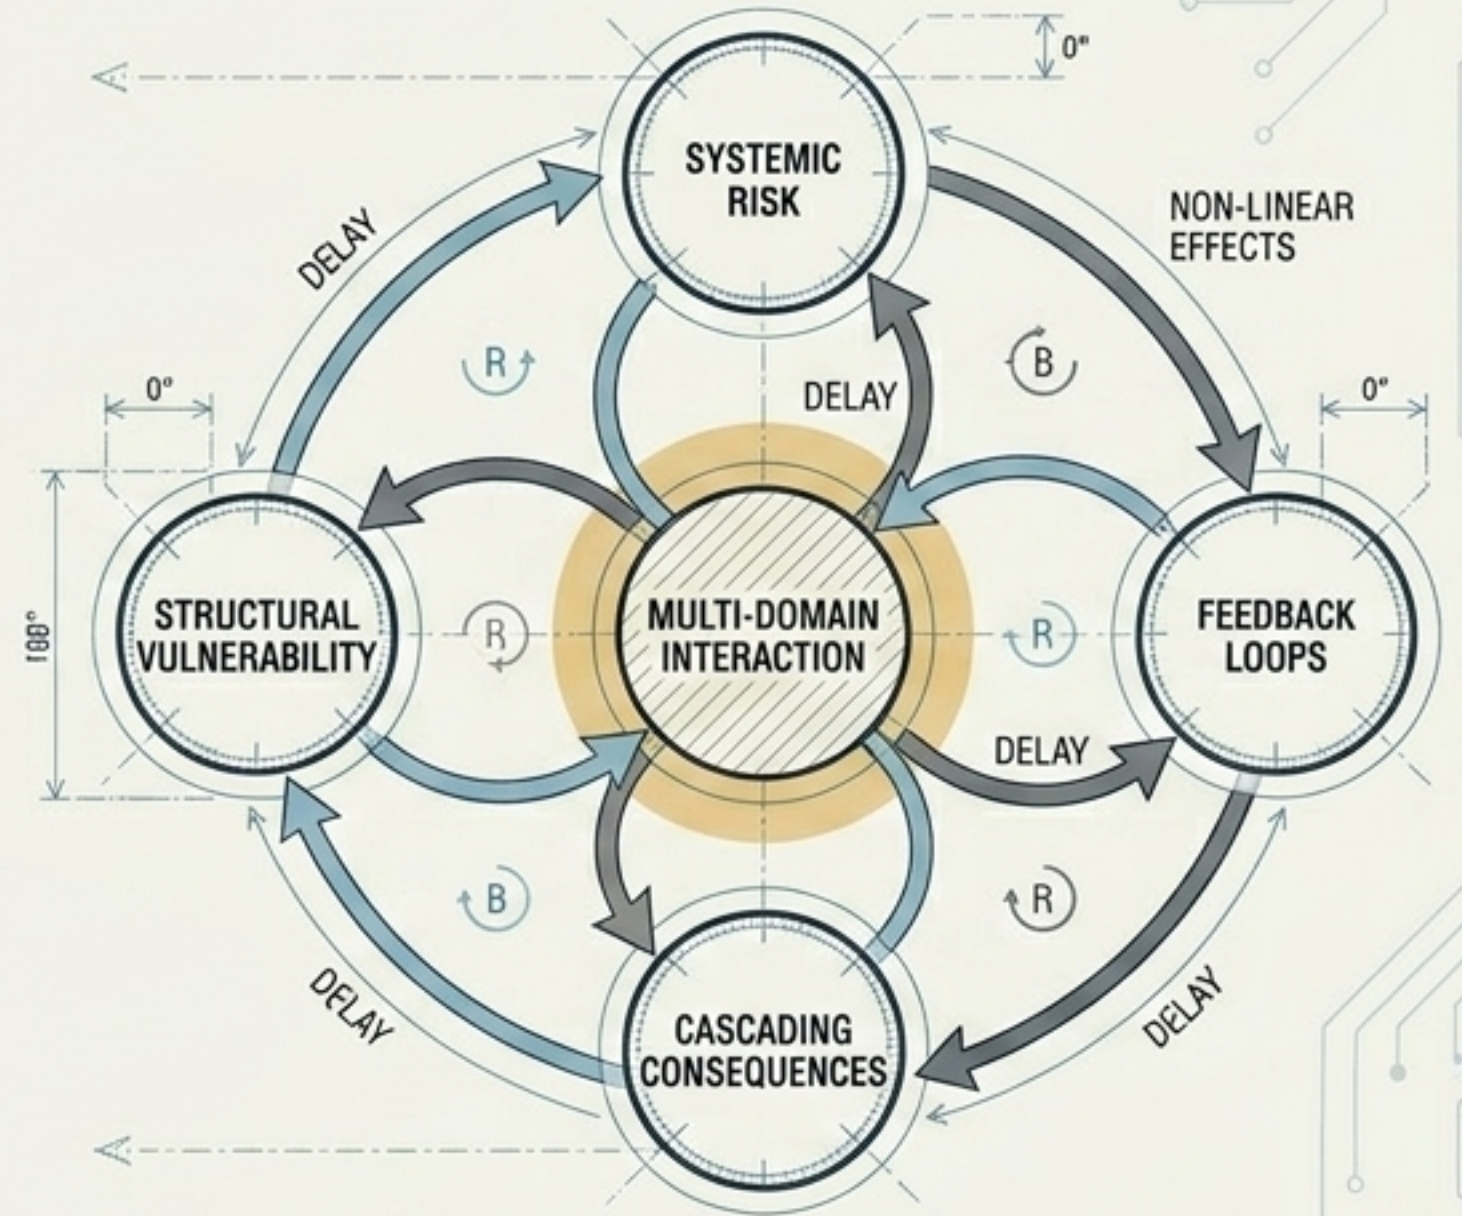 0"
SYSTEMIC
RISK
NON-LINEAR
EFFECTS
DELAY
R
B
DELAY
0"
0"
STRUCTURAL
VULNERABILITY
R
MULTI-DOMAIN
INTERACTION
R
FEEDBACK
LOOPS
DELAY
B
R
DELAY
DELAY
CASCADING
CONSEQUENCES